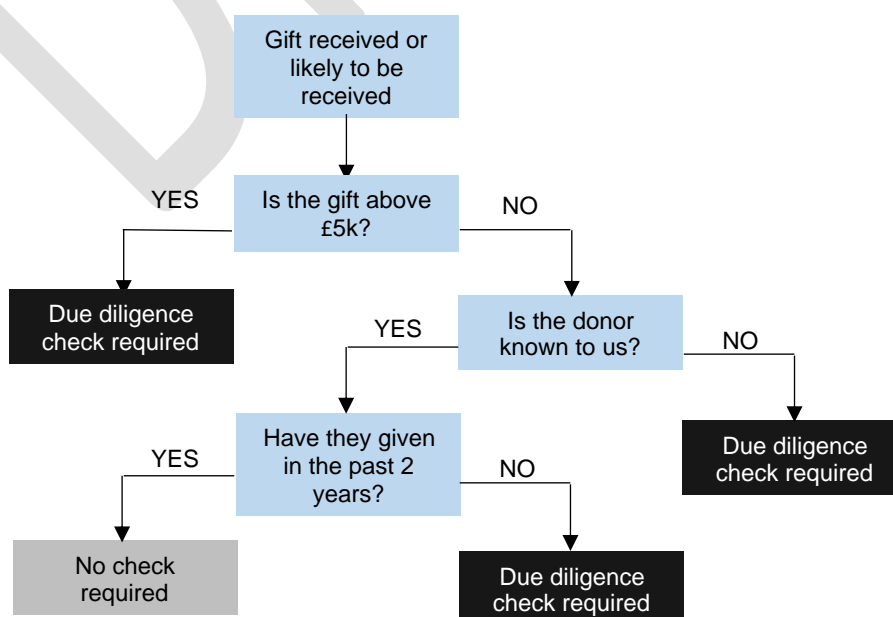 Gift received or
likely to be
received
YES
Is the gift above
£5k?
NO
Due diligence
check required
YES
Is the donor
known to us?
NO
YES
Have they given
in the past 2
years?
NO
Due diligence
check required
No check
required
Due diligence
check required